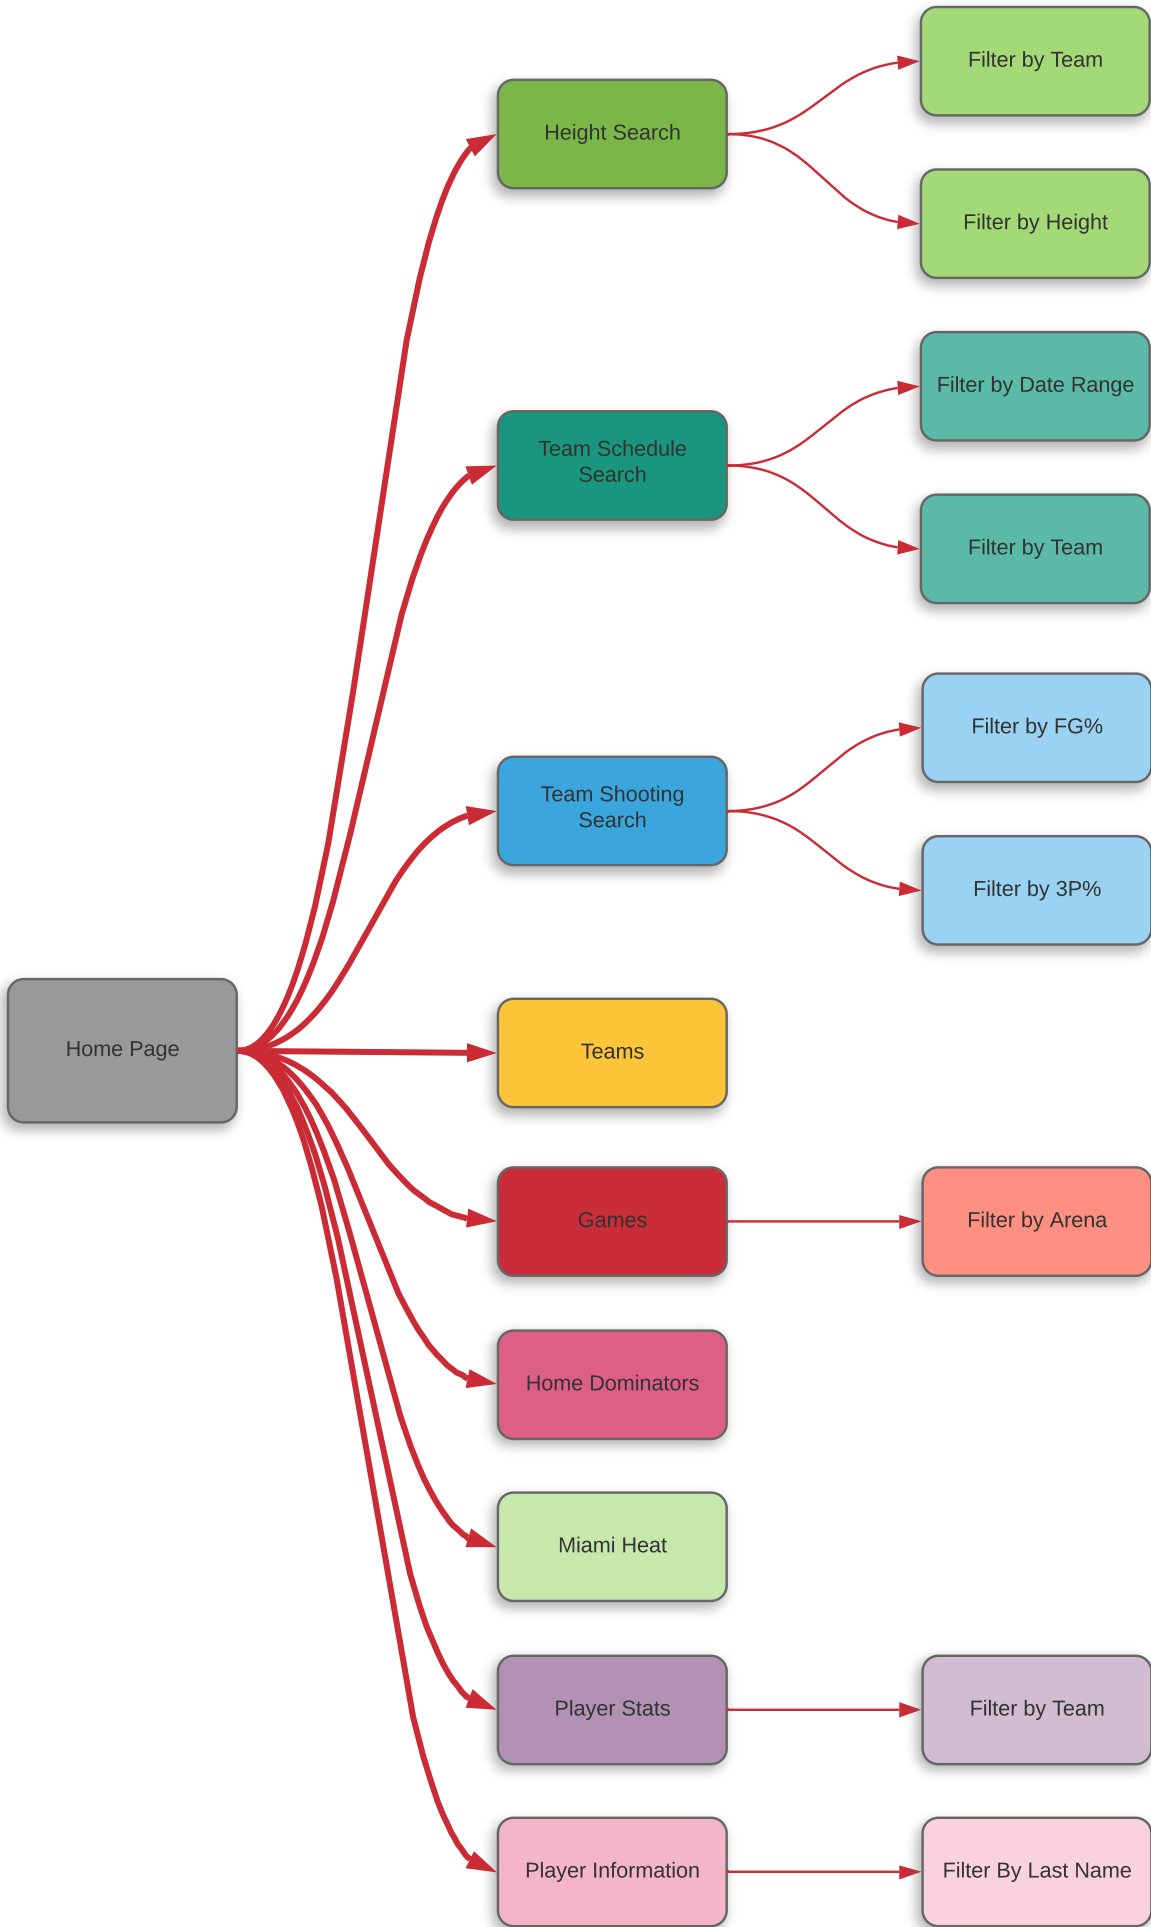 Filter by Team
Height Search
Filter by Height
Filter by Date Range
Team Schedule
Search
Filter by Team
Filter by FG%
Team Shooting
Search
Filter by 3P%
Home Page
Teams
Games
Filter by Arena
Home Dominators
Miami Heat
Player Stats
Filter by Team
Player Information
Filter By Last Name